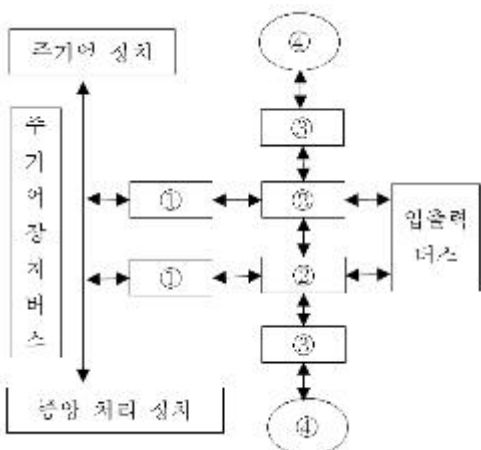 주기억 장치
주기억장치버스
④
③
① ②
① ②
③
④
입출력
버스
중앙 처리 장치